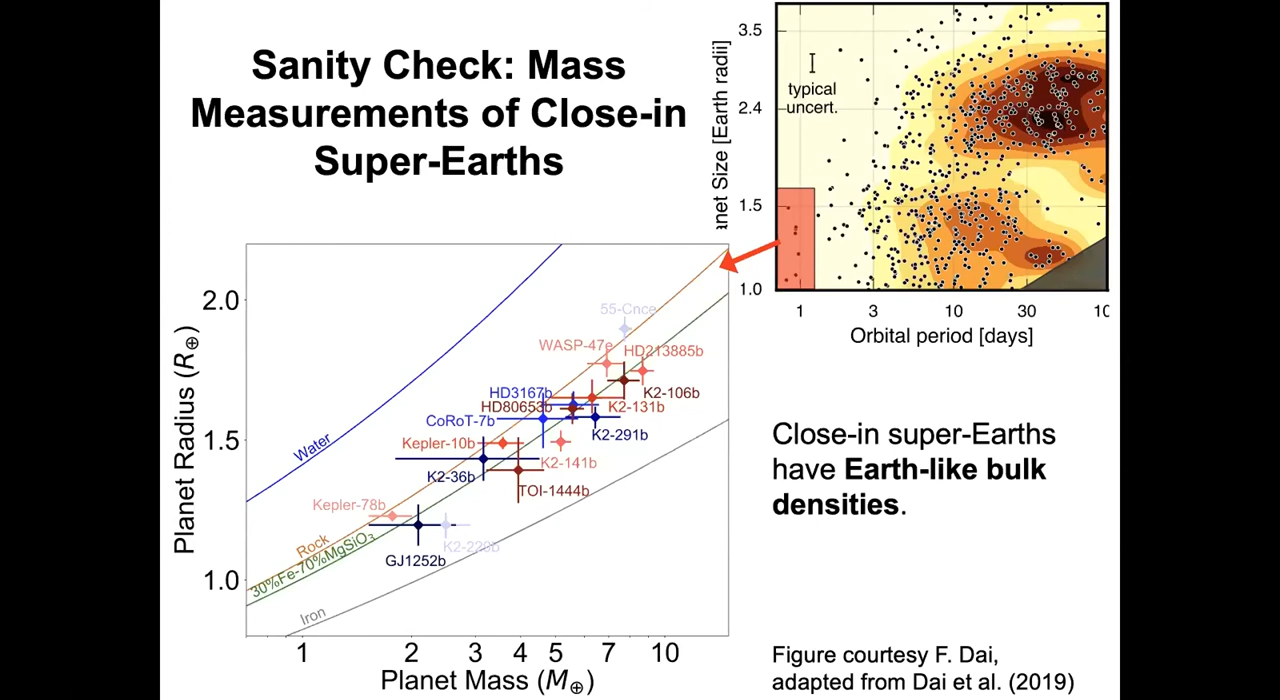 Sanity Check: Mass
Measurements of Close-in
Super-Earths
anet Size [Earth radii]
3.5
2.4
1.5
1.0
typical
uncert.
1
3
10
30
10
Orbital period [days]
Planet Radius (R⊕)
2.0
1.5
1.0
Water
Rock
30%Fe-70%MgSiO₃
Iron
55-Cnce
WASP-47e
HD213885b
HD3167b
K2-106b
HD80653b
K2-131b
CoRoT-7b
K2-291b
Kepler-10b
K2-141b
K2-36b
TOI-1444b
Kepler-78b
K2-229b
GJ1252b
1
2
3
4
5
7
10
Planet Mass (M⊕)
Close-in super-Earths
have Earth-like bulk
densities.
Figure courtesy F. Dai,
adapted from Dai et al. (2019)